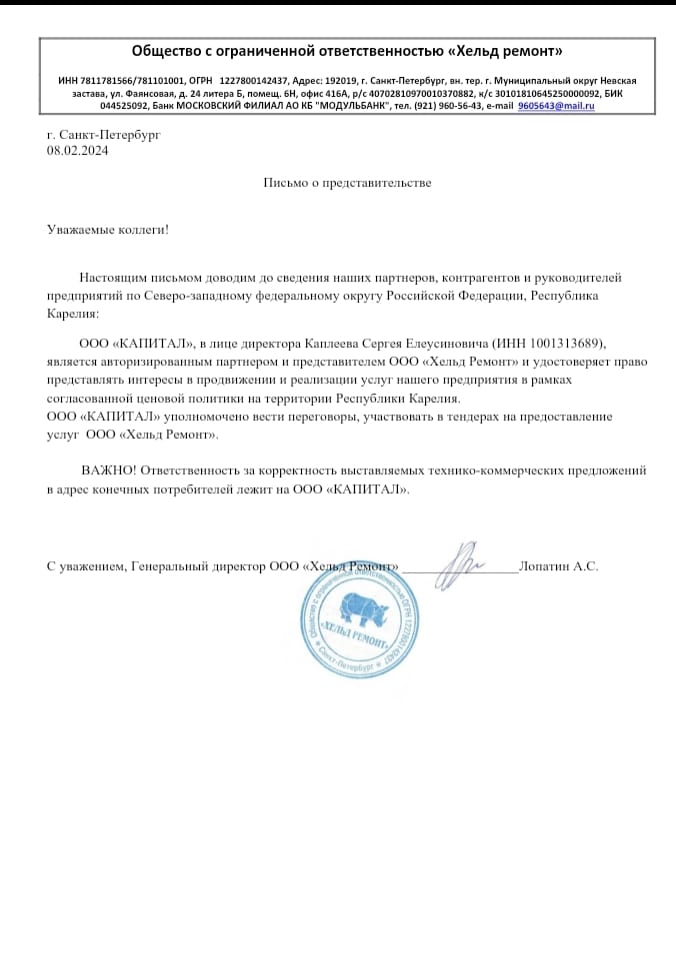 Общество с ограниченной ответственностью «Хельд ремонт»
ИНН 7811781566/781101001, ОГРН 1227800142437, Адрес: 192019, г. Санкт-Петербург, вн. тер. г. Муниципальный округ Невская
застава, ул. Фаянсовая, д. 24 литера Б, помещ. 6Н, офис 416А, р/с 40702810970010370882, к/с 30101810645250000092, БИК
044525092, Банк МОСКОВСКИЙ ФИЛИАЛ АО КБ "МОДУЛЬБАНК", тел. (921) 960-56-43, e-mail 9605643@mail.ru
г. Санкт-Петербург
08.02.2024
Письмо о представительстве
Уважаемые коллеги!
Настоящим письмом доводим до сведения наших партнеров, контрагентов и руководителей
предприятий по Северо-западному федеральному округу Российской Федерации, Республика
Карелия:
ООО «КАПИТАЛ», в лице директора Каплеева Сергея Елеусиновича (ИНН 1001313689),
является авторизированным партнером и представителем ООО «Хельд Ремонт» и удостоверяет право
представлять интересы в продвижении и реализации услуг нашего предприятия в рамках
согласованной ценовой политики на территории Республики Карелия.
ООО «КАПИТАЛ» уполномочено вести переговоры, участвовать в тендерах на предоставление
услуг ООО «Хельд Ремонт».
ВАЖНО! Ответственность за корректность выставляемых технико-коммерческих предложений
в адрес конечных потребителей лежит на ООО «КАПИТАЛ».
С уважением, Генеральный директор ООО «Хельд Ремонт» Лопатин А.С.
Общество с ограниченной ответственностью ОГРН 1227800142437
«ХЕЛЬД РЕМОНТ»
Санкт-Петербург